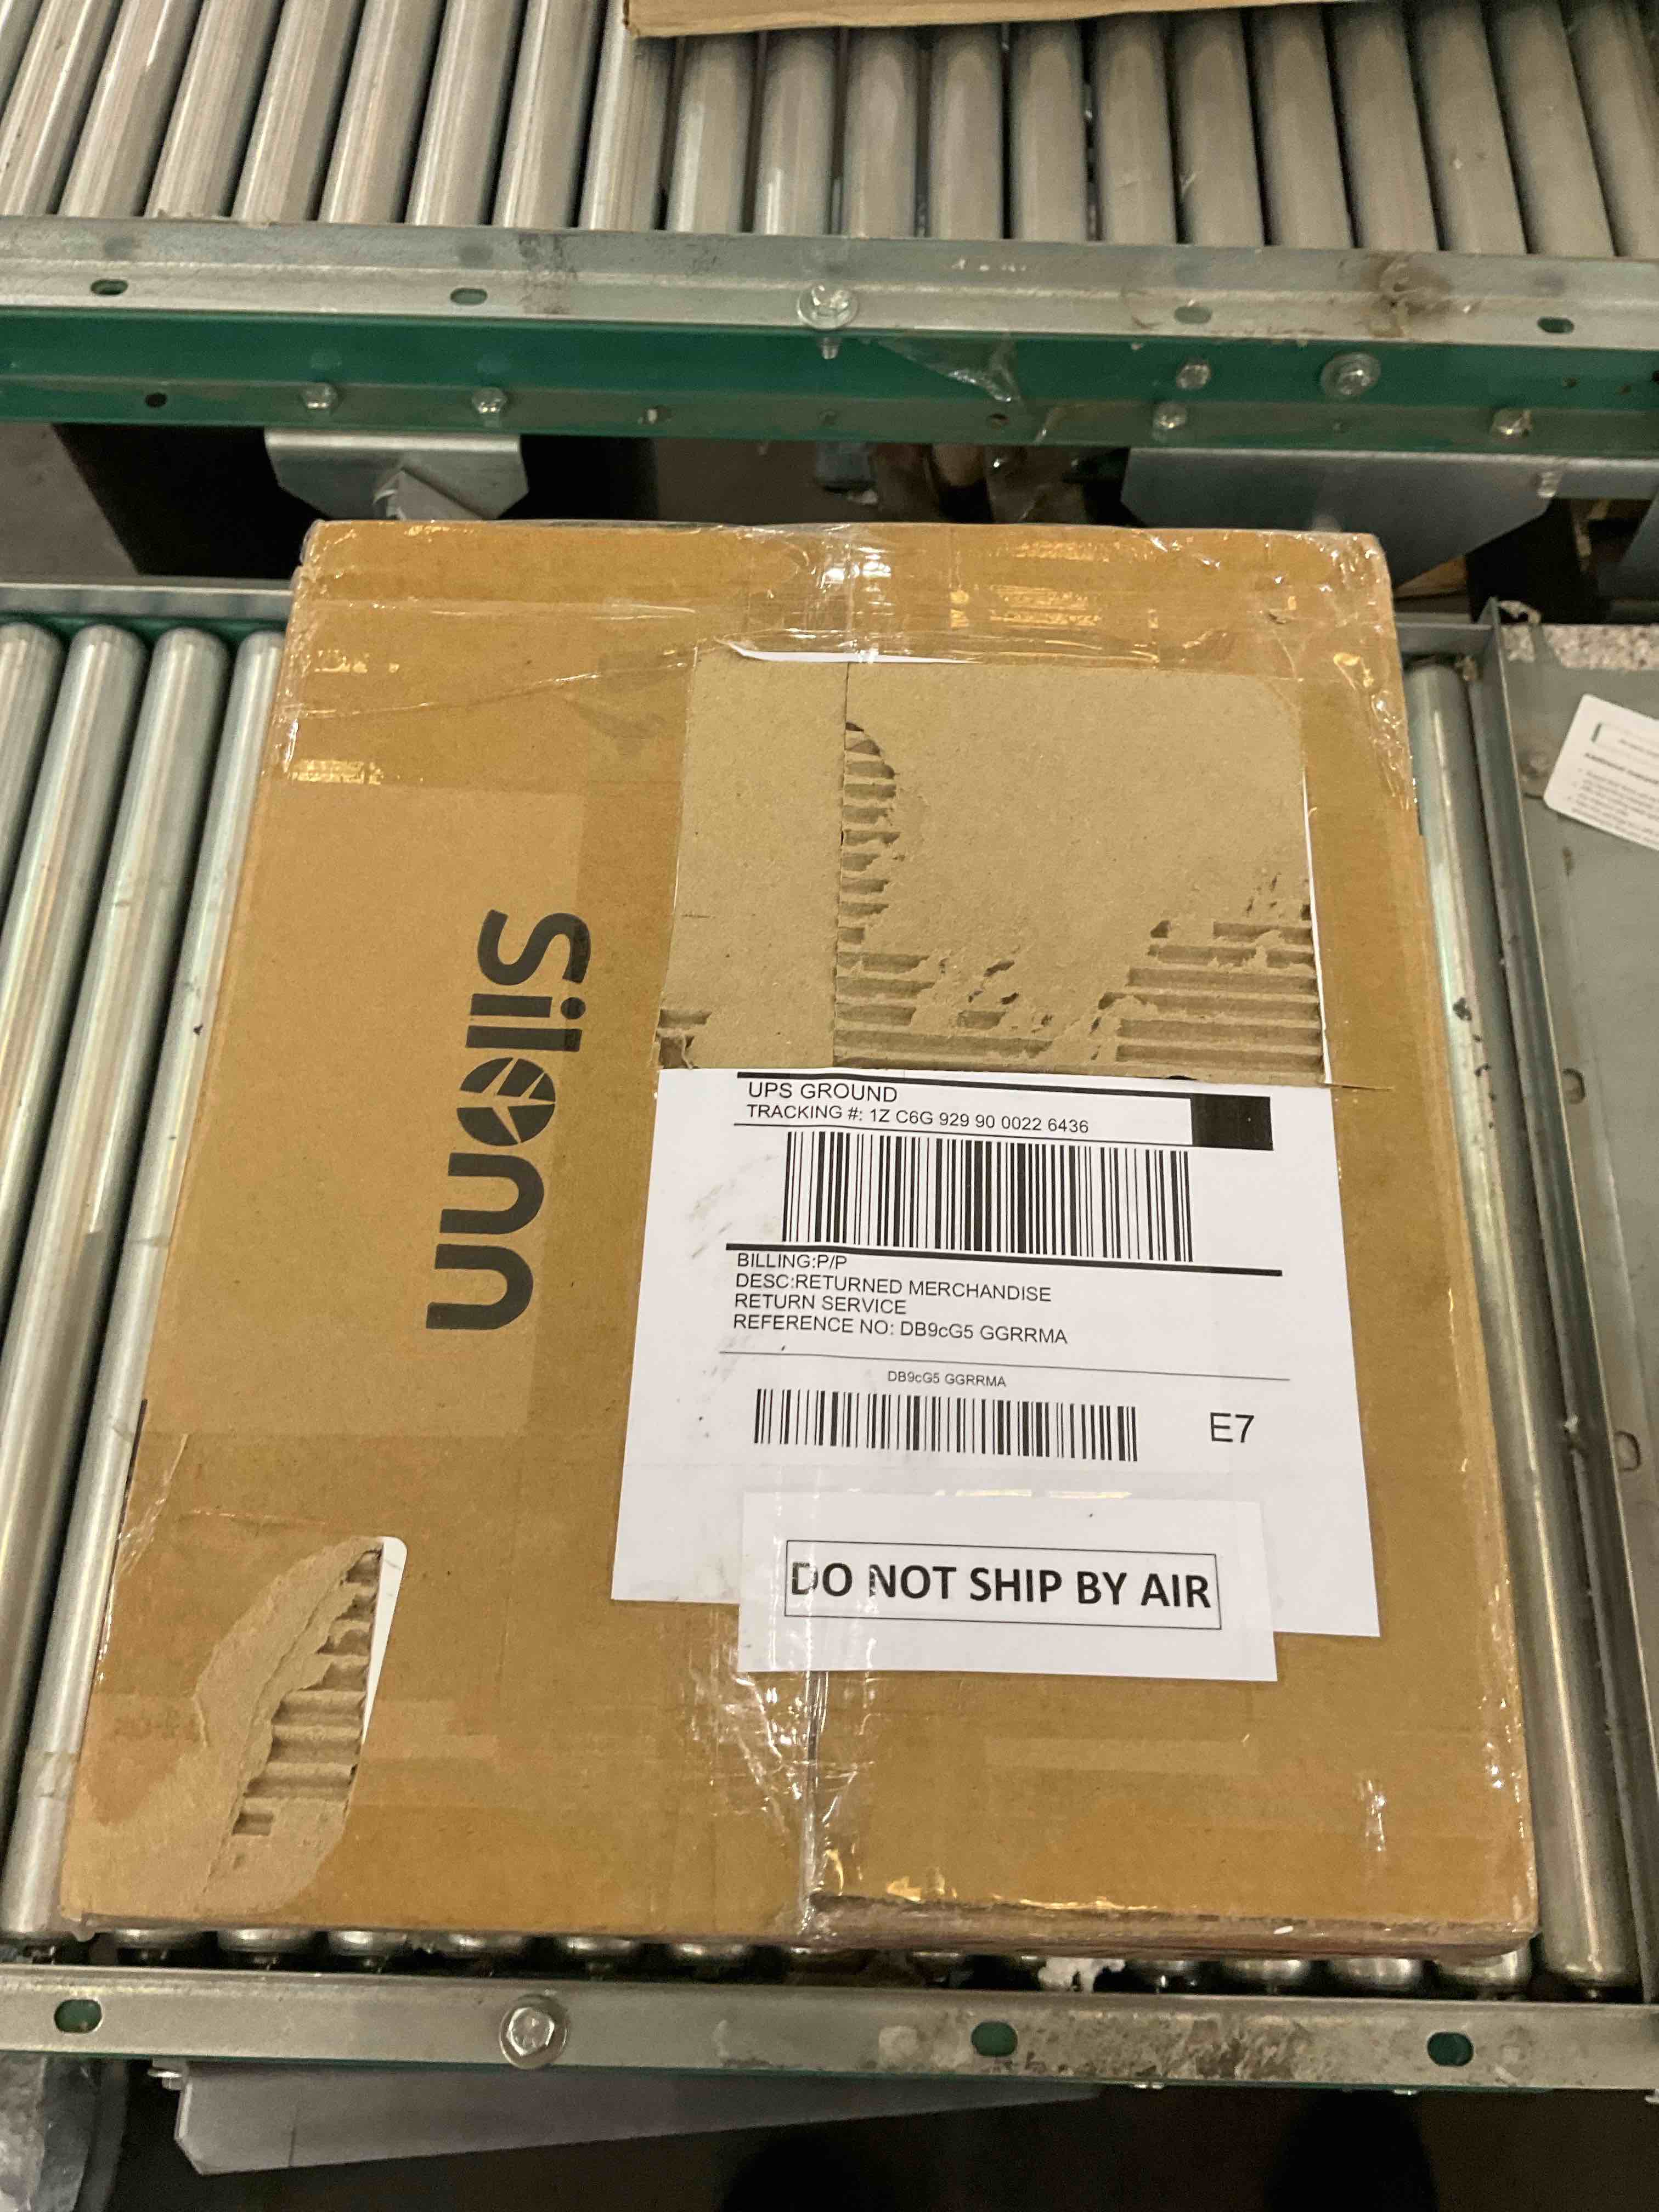 Silonn
UPS GROUND
TRACKING #: 1Z C6G 929 90 0022 6436
BILLING:P/P
DESC:RETURNED MERCHANDISE
RETURN SERVICE
REFERENCE NO: DB9cG5 GGRRMA
DB9cG5 GGRRMA
E7
DO NOT SHIP BY AIR